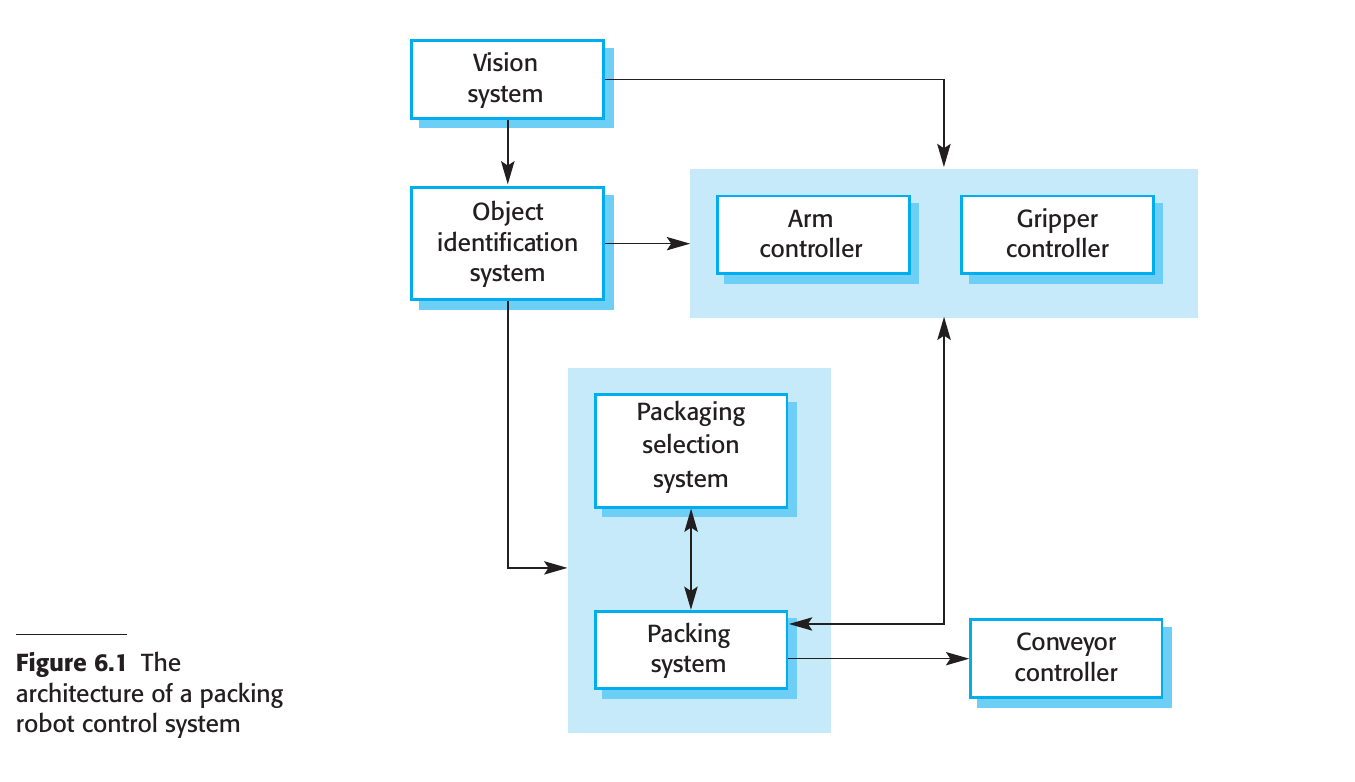 Vision
system
Object
identification
system
Arm
controller
Gripper
controller
Packaging
selection
system
Packing
system
Conveyor
controller
Figure 6.1 The
architecture of a packing
robot control system